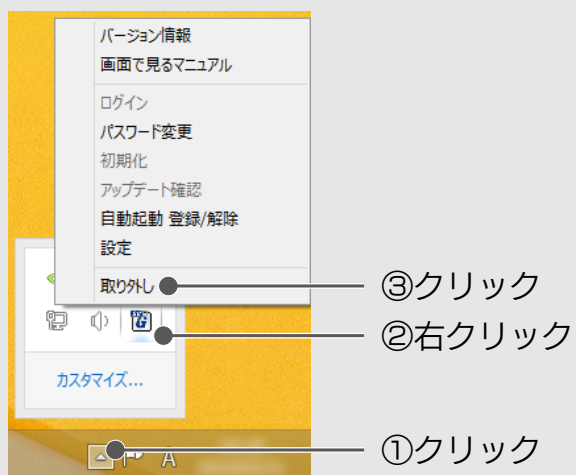 バージョン情報
画面で見るマニュアル
ログイン
パスワード変更
初期化
アップデート確認
自動起動 登録/解除
設定
取り外し
③クリック
②右クリック
カスタマイズ...
①クリック
A